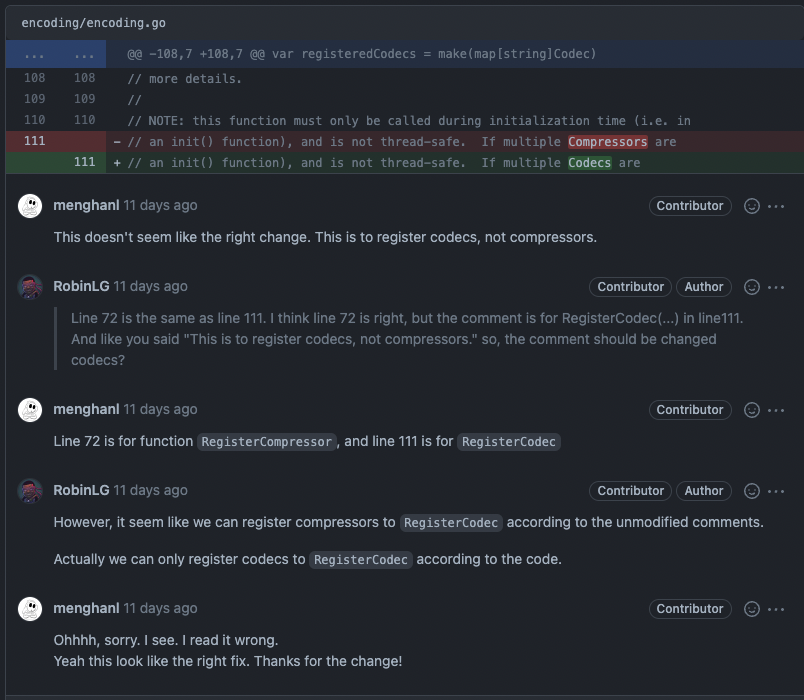 encoding/encoding.go
... ... @@ -108,7 +108,7 @@ var registeredCodecs = make(map[string]Codec)
108 108 // more details.
109 109 //
110 110 // NOTE: this function must only be called during initialization time (i.e. in
111 - // an init() function), and is not thread-safe.  If multiple Compressors are
111 + // an init() function), and is not thread-safe.  If multiple Codecs are
menghanl 11 days ago Contributor ...
This doesn't seem like the right change. This is to register codecs, not compressors.
RobinLG 11 days ago Contributor Author ...
Line 72 is the same as line 111. I think line 72 is right, but the comment is for RegisterCodec(...) in line111.
And like you said "This is to register codecs, not compressors." so, the comment should be changed
codecs?
menghanl 11 days ago Contributor ...
Line 72 is for function RegisterCompressor, and line 111 is for RegisterCodec
RobinLG 11 days ago Contributor Author ...
However, it seem like we can register compressors to RegisterCodec according to the unmodified comments.
Actually we can only register codecs to RegisterCodec according to the code.
menghanl 11 days ago Contributor ...
Ohhhh, sorry. I see. I read it wrong.
Yeah this look like the right fix. Thanks for the change!